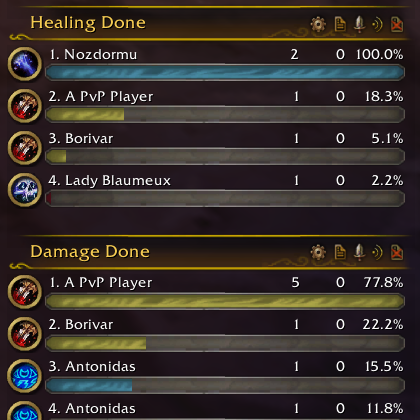 Healing Done
1. Nozdormu 2 0 100.0%
2. A PvP Player 1 0 18.3%
3. Borivar 1 0 5.1%
4. Lady Blaumeux 1 0 2.2%
Damage Done
1. A PvP Player 5 0 77.8%
2. Borivar 1 0 22.2%
3. Antonidas 1 0 15.5%
4. Antonidas 1 0 11.8%